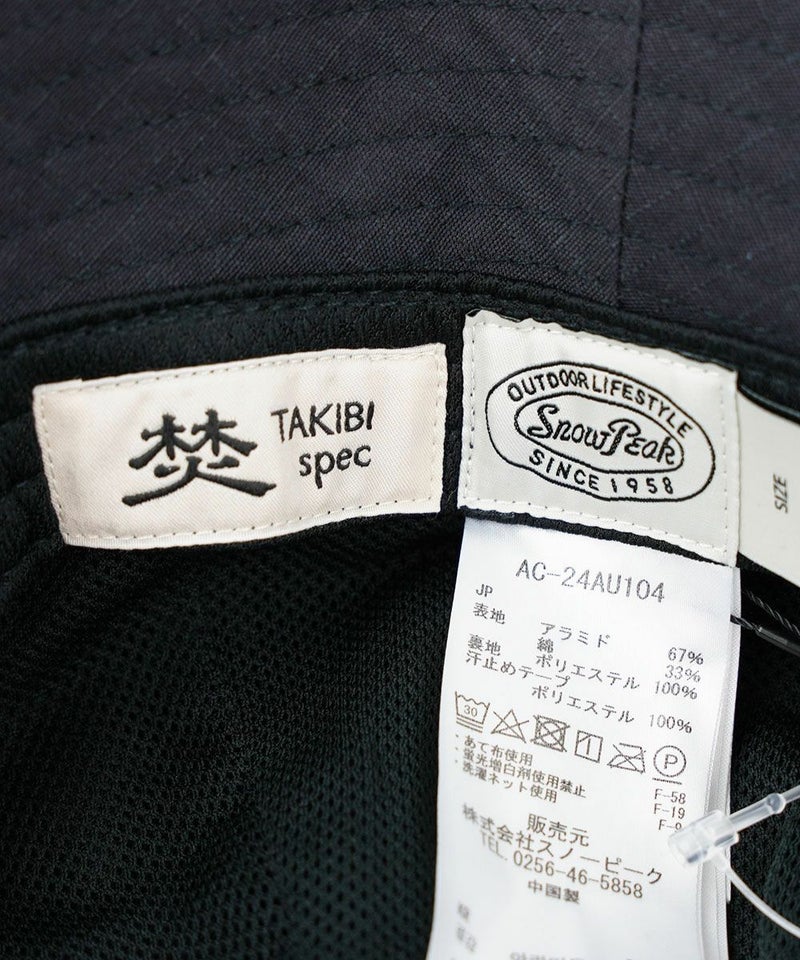 焚
TAKIBI
spec
OUTDOOR LIFESTYLE
Snow Peak
SINCE 1958
SIZE
AC-24AU104
JP
表地 アラミド 67%
綿 33%
裏地 ポリエステル 100%
汗止めテープ
ポリエステル 100%
30
P
・あて布使用 F-58
・蛍光増白剤使用禁止 F-19
・洗濯ネット使用
販売元
株式会社スノーピーク
TEL. 0256-46-5858
中国製